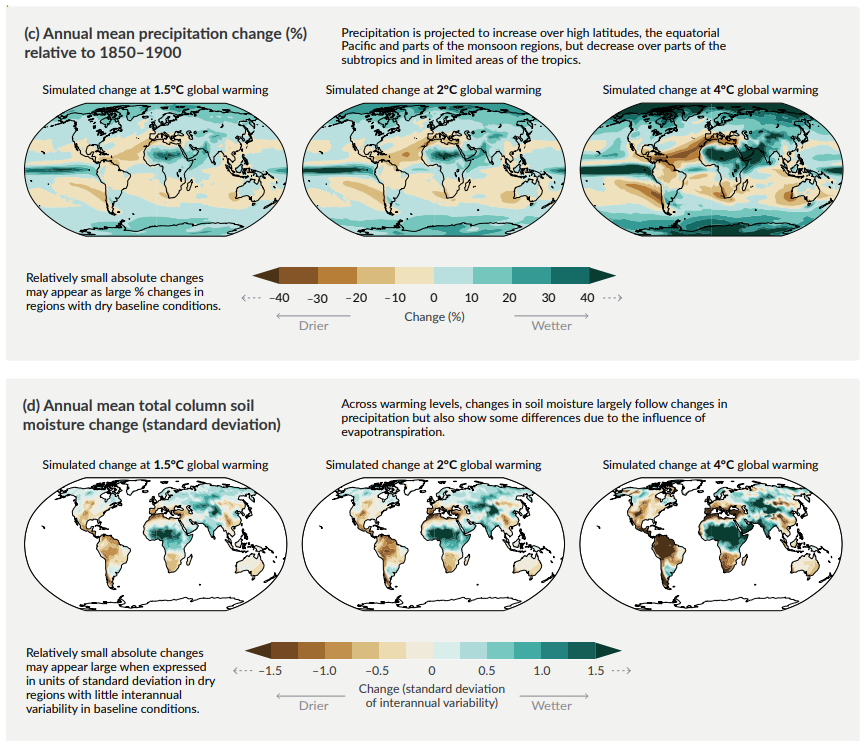 (c) Annual mean precipitation change (%)
relative to 1850–1900
Precipitation is projected to increase over high latitudes, the equatorial
Pacific and parts of the monsoon regions, but decrease over parts of the
subtropics and in limited areas of the tropics.
Simulated change at 1.5°C global warming
Simulated change at 2°C global warming
Simulated change at 4°C global warming
Relatively small absolute changes
may appear as large % changes in
regions with dry baseline conditions.
–40 –30 –20 –10 0 10 20 30 40
Change (%)
Drier
Wetter
(d) Annual mean total column soil
moisture change (standard deviation)
Across warming levels, changes in soil moisture largely follow changes in
precipitation but also show some differences due to the influence of
evapotranspiration.
Simulated change at 1.5°C global warming
Simulated change at 2°C global warming
Simulated change at 4°C global warming
Relatively small absolute changes
may appear large when expressed
in units of standard deviation in dry
regions with little interannual
variability in baseline conditions.
–1.5 –1.0 –0.5 0 0.5 1.0 1.5
Change (standard deviation
of interannual variability)
Drier
Wetter